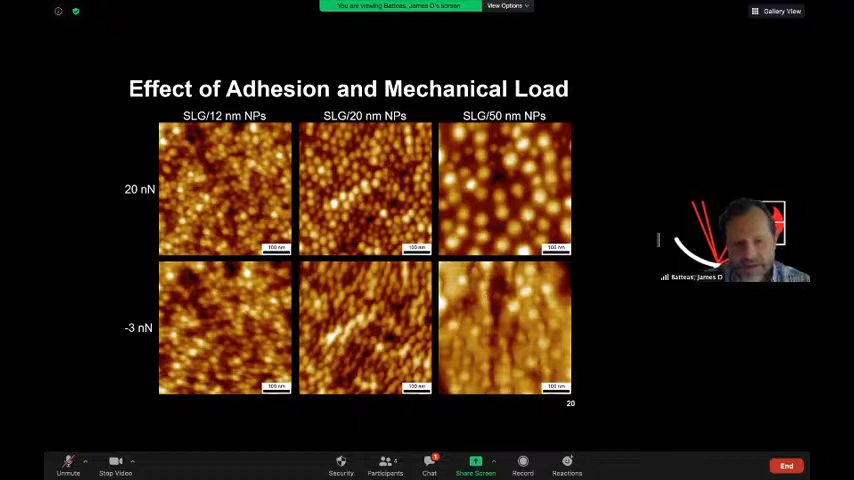 You are viewing Batteas, James D's screen
View Options
Gallery View
Effect of Adhesion and Mechanical Load
SLG/12 nm NPs
SLG/20 nm NPs
SLG/50 nm NPs
20 nN
100 nm
100 nm
100 nm
Batteas, James D
-3 nN
100 nm
100 nm
100 nm
20
4
1
Unmute
Stop Video
Security
Participants
Chat
Share Screen
Record
Reactions
End